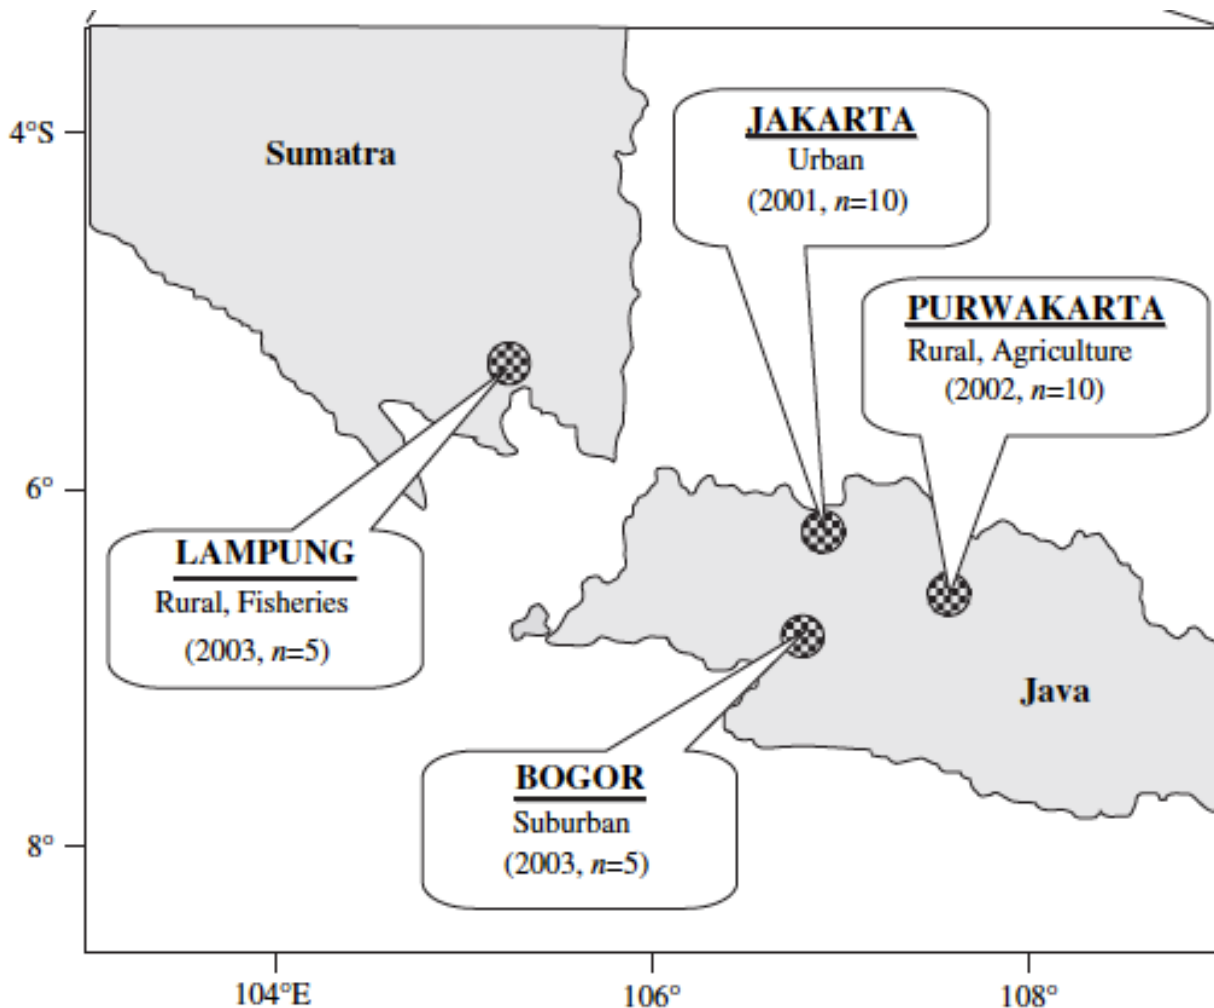 4°S
Sumatra
JAKARTA
Urban
(2001, n=10)
PURWAKARTA
Rural, Agriculture
(2002, n=10)
6°
LAMPUNG
Rural, Fisheries
(2003, n=5)
Java
BOGOR
Suburban
(2003, n=5)
8°
104°E
106°
108°